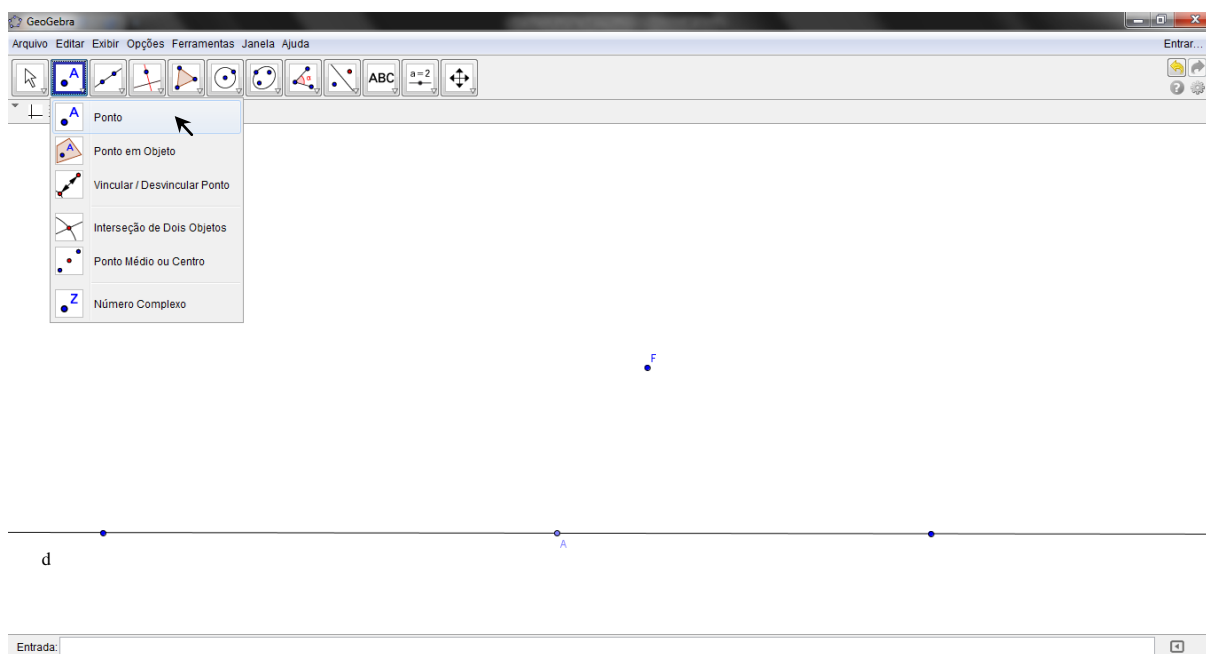 GeoGebra
Arquivo Editar Exibir Opções Ferramentas Janela Ajuda Entrar...
A ABC a=2
A Ponto
A Ponto em Objeto
Vincular / Desvincular Ponto
Interseção de Dois Objetos
Ponto Médio ou Centro
Z Número Complexo
F
A
d
Entrada: